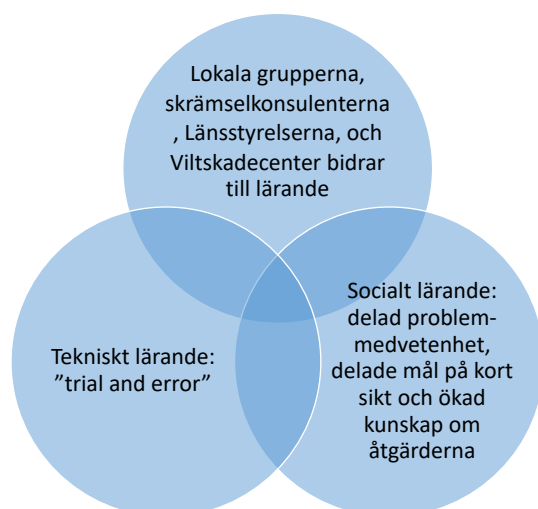 Lokala grupperna,
skrämselkonsulenterna
, Länsstyrelserna, och
Viltskadecenter bidrar
till lärande
Tekniskt lärande:
”trial and error”
Socialt lärande:
delad problem-
medvetenhet,
delade mål på kort
sikt och ökad
kunskap om
åtgärderna